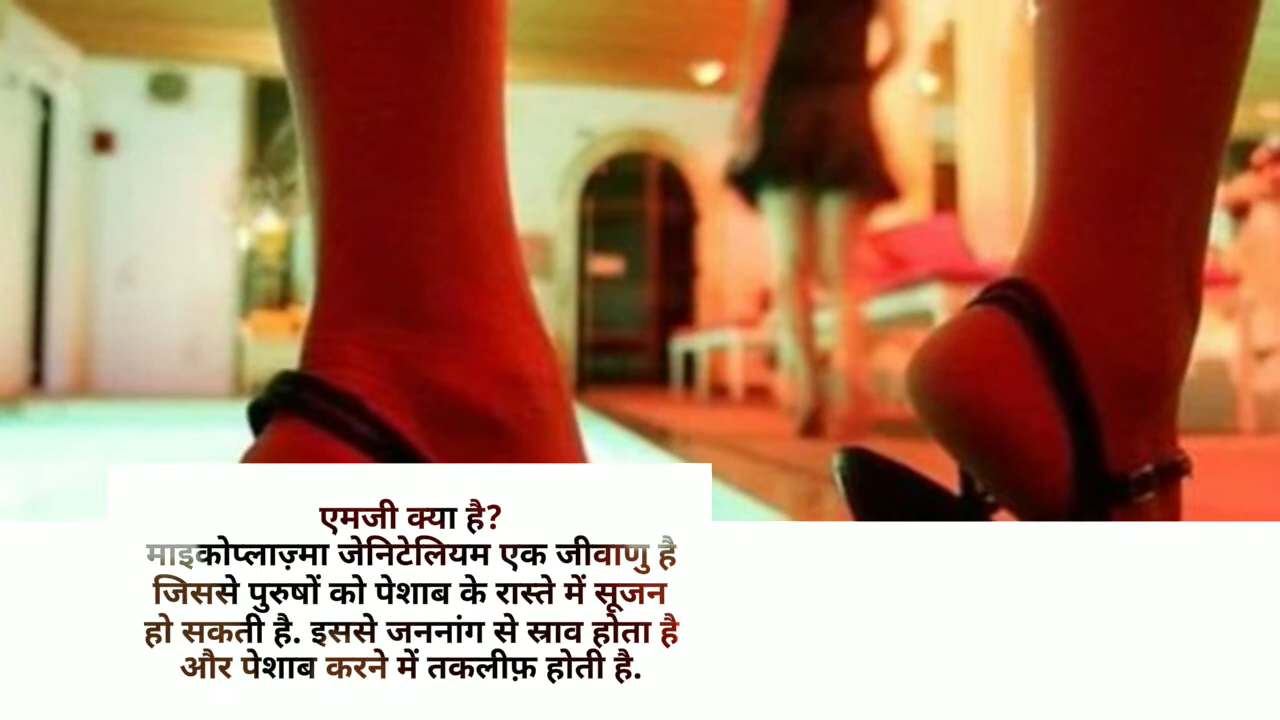 एमजी क्या है?
माइकोप्लाज़्मा जेनिटेलियम एक जीवाणु है
जिससे पुरुषों को पेशाब के रास्ते में सूजन
हो सकती है. इससे जननांग से स्राव होता है
और पेशाब करने में तकलीफ़ होती है.